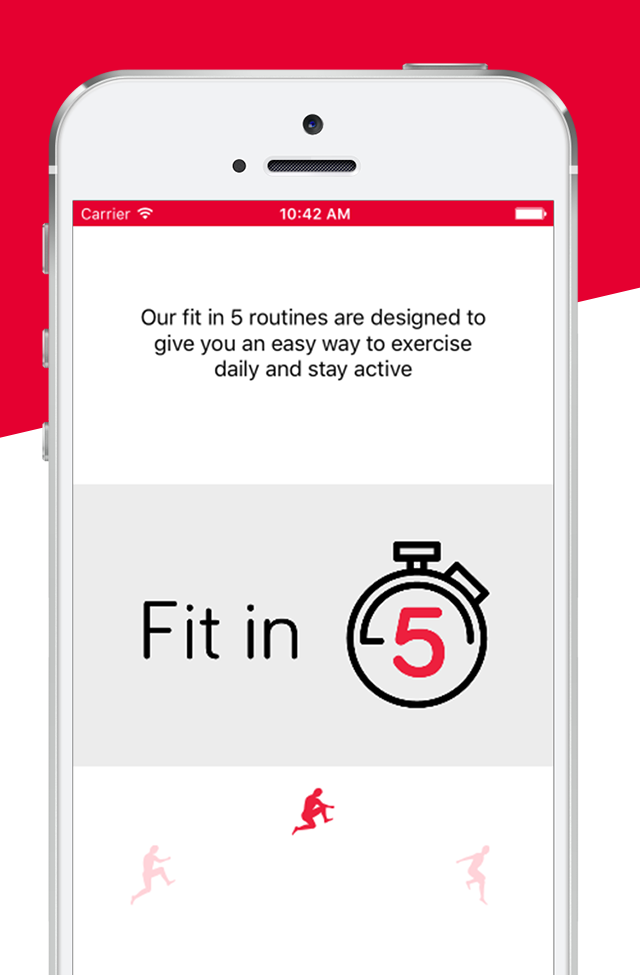 Carrier 10:42 AM
Our fit in 5 routines are designed to
give you an easy way to exercise
daily and stay active
Fit in 5